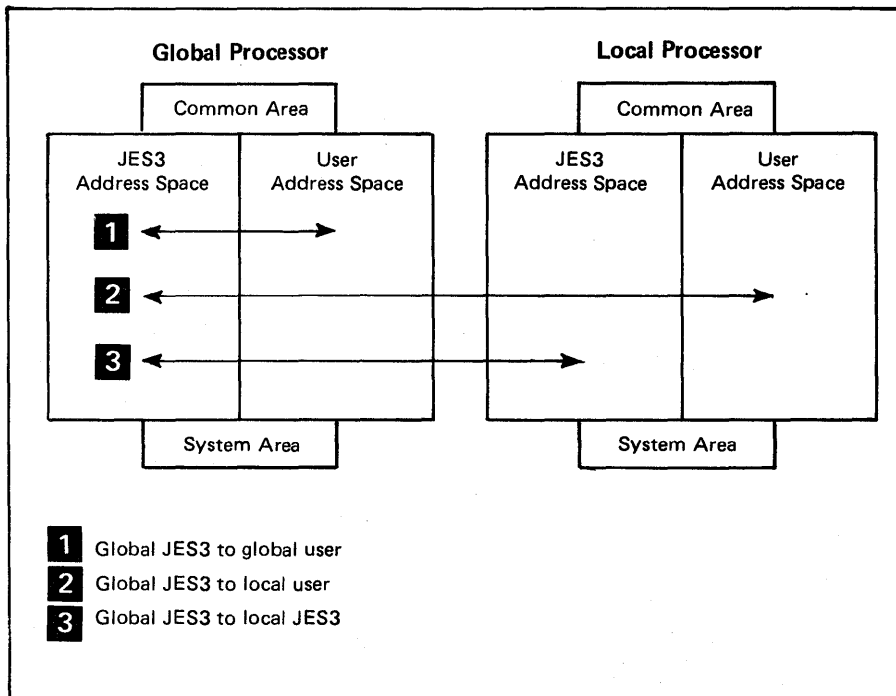 Global Processor
Local Processor
Common Area
Common Area
JES3
Address Space
User
Address Space
JES3
Address Space
User
Address Space
1
2
3
System Area
System Area
1 Global JES3 to global user
2 Global JES3 to local user
3 Global JES3 to local JES3